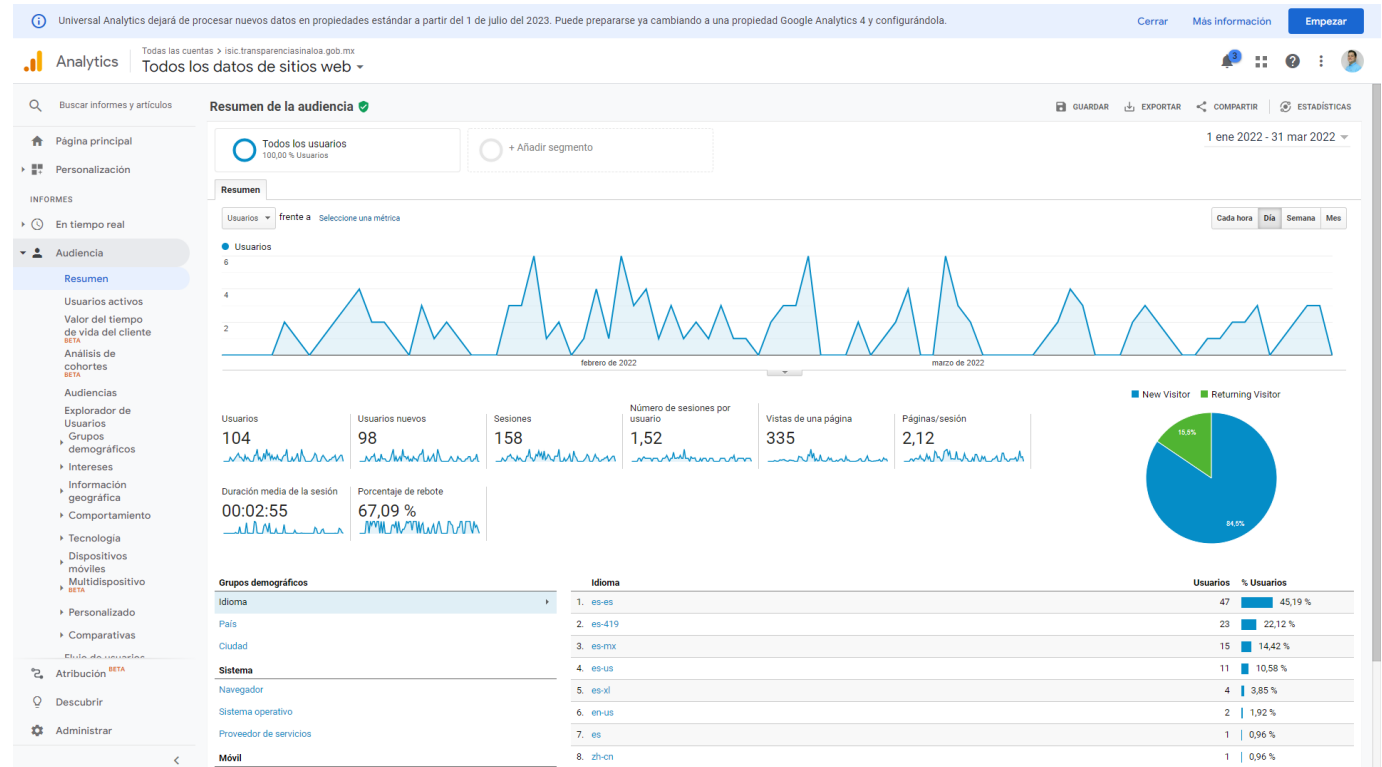 Universal Analytics dejará de procesar nuevos datos en propiedades estándar a partir del 1 de julio del 2023. Puede prepararse ya cambiando a una propiedad Google Analytics 4 y configurándola.
Cerrar
Más información
Empezar
Analytics
Todas las cuentas > isic.transparenciasinaloa.gob.mx
Todos los datos de sitios web
3
Buscar informes y artículos
Página principal
Personalización
INFORMES
En tiempo real
Audiencia
Resumen
Usuarios activos
Valor del tiempo
de vida del cliente
BETA
Análisis de
cohortes
BETA
Audiencias
Explorador de
Usuarios
Grupos
demográficos
Intereses
Información
geográfica
Comportamiento
Tecnología
Dispositivos
móviles
Multidispositivo
BETA
Personalizado
Comparativas
Flujo de usuarios
Atribución BETA
Descubrir
Administrar
Resumen de la audiencia
GUARDAR
EXPORTAR
COMPARTIR
ESTADÍSTICAS
Todos los usuarios
100,00 % Usuarios
+ Añadir segmento
1 ene 2022 - 31 mar 2022
Resumen
Usuarios
frente a
Seleccione una métrica
Cada hora
Día
Semana
Mes
Usuarios
6
4
2
febrero de 2022
marzo de 2022
New Visitor
Returning Visitor
Usuarios
104
Usuarios nuevos
98
Sesiones
158
Número de sesiones por
usuario
1,52
Vistas de una página
335
Páginas/sesión
2,12
Duración media de la sesión
00:02:55
Porcentaje de rebote
67,09 %
15,5%
84,5%
Grupos demográficos
Idioma
País
Ciudad
Sistema
Navegador
Sistema operativo
Proveedor de servicios
Móvil
Idioma
Usuarios
% Usuarios
1. es-es 47 45,19 %
2. es-419 23 22,12 %
3. es-mx 15 14,42 %
4. es-us 11 10,58 %
5. es-xl 4 3,85 %
6. en-us 2 1,92 %
7. es 1 0,96 %
8. zh-cn 1 0,96 %